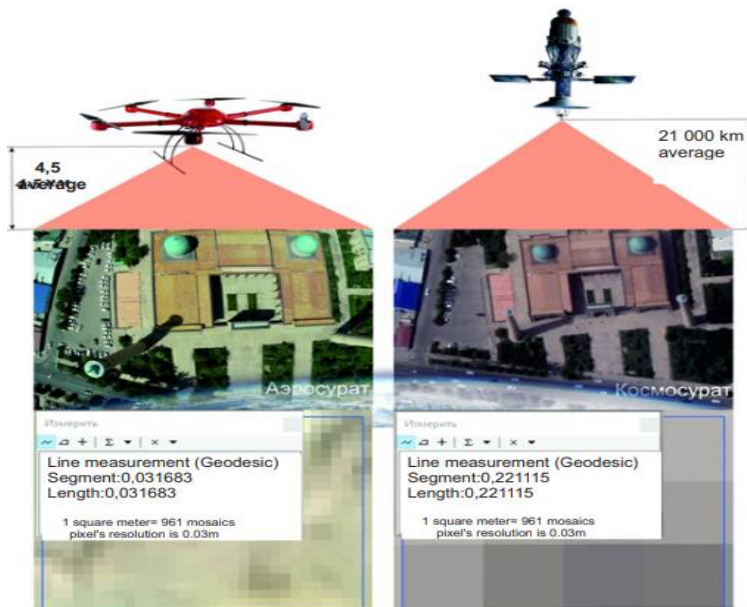 21 000 km
average
4,5
average
Аэросурат
Космосурат
Измерить
Σ
×
Line measurement (Geodesic)
Segment:0,031683
Length:0,031683
1 square meter= 961 mosaics
pixel's resolution is 0.03m
Измерить
Σ
×
Line measurement (Geodesic)
Segment:0,221115
Length:0,221115
1 square meter= 961 mosaics
pixel's resolution is 0.03m